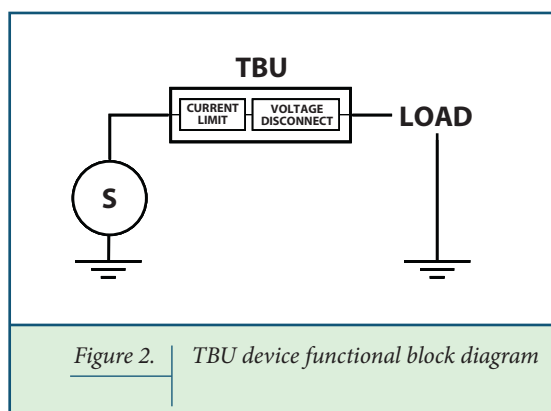 TBU
CURRENT
LIMIT
VOLTAGE
DISCONNECT
LOAD
S
Figure 2. TBU device functional block diagram